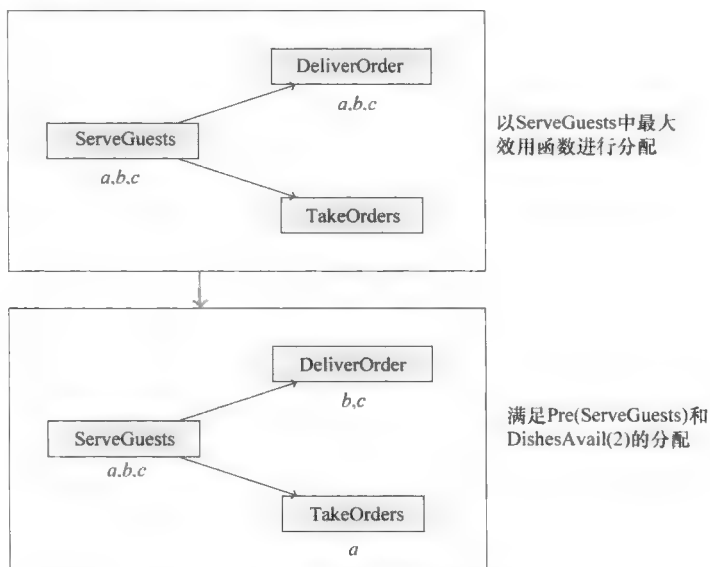 DeliverOrder
a,b,c
ServeGuests
a,b,c
TakeOrders
以ServeGuests中最大
效用函数进行分配
DeliverOrder
b,c
ServeGuests
a,b,c
TakeOrders
a
满足Pre(ServeGuests)和
DishesAvail(2)的分配